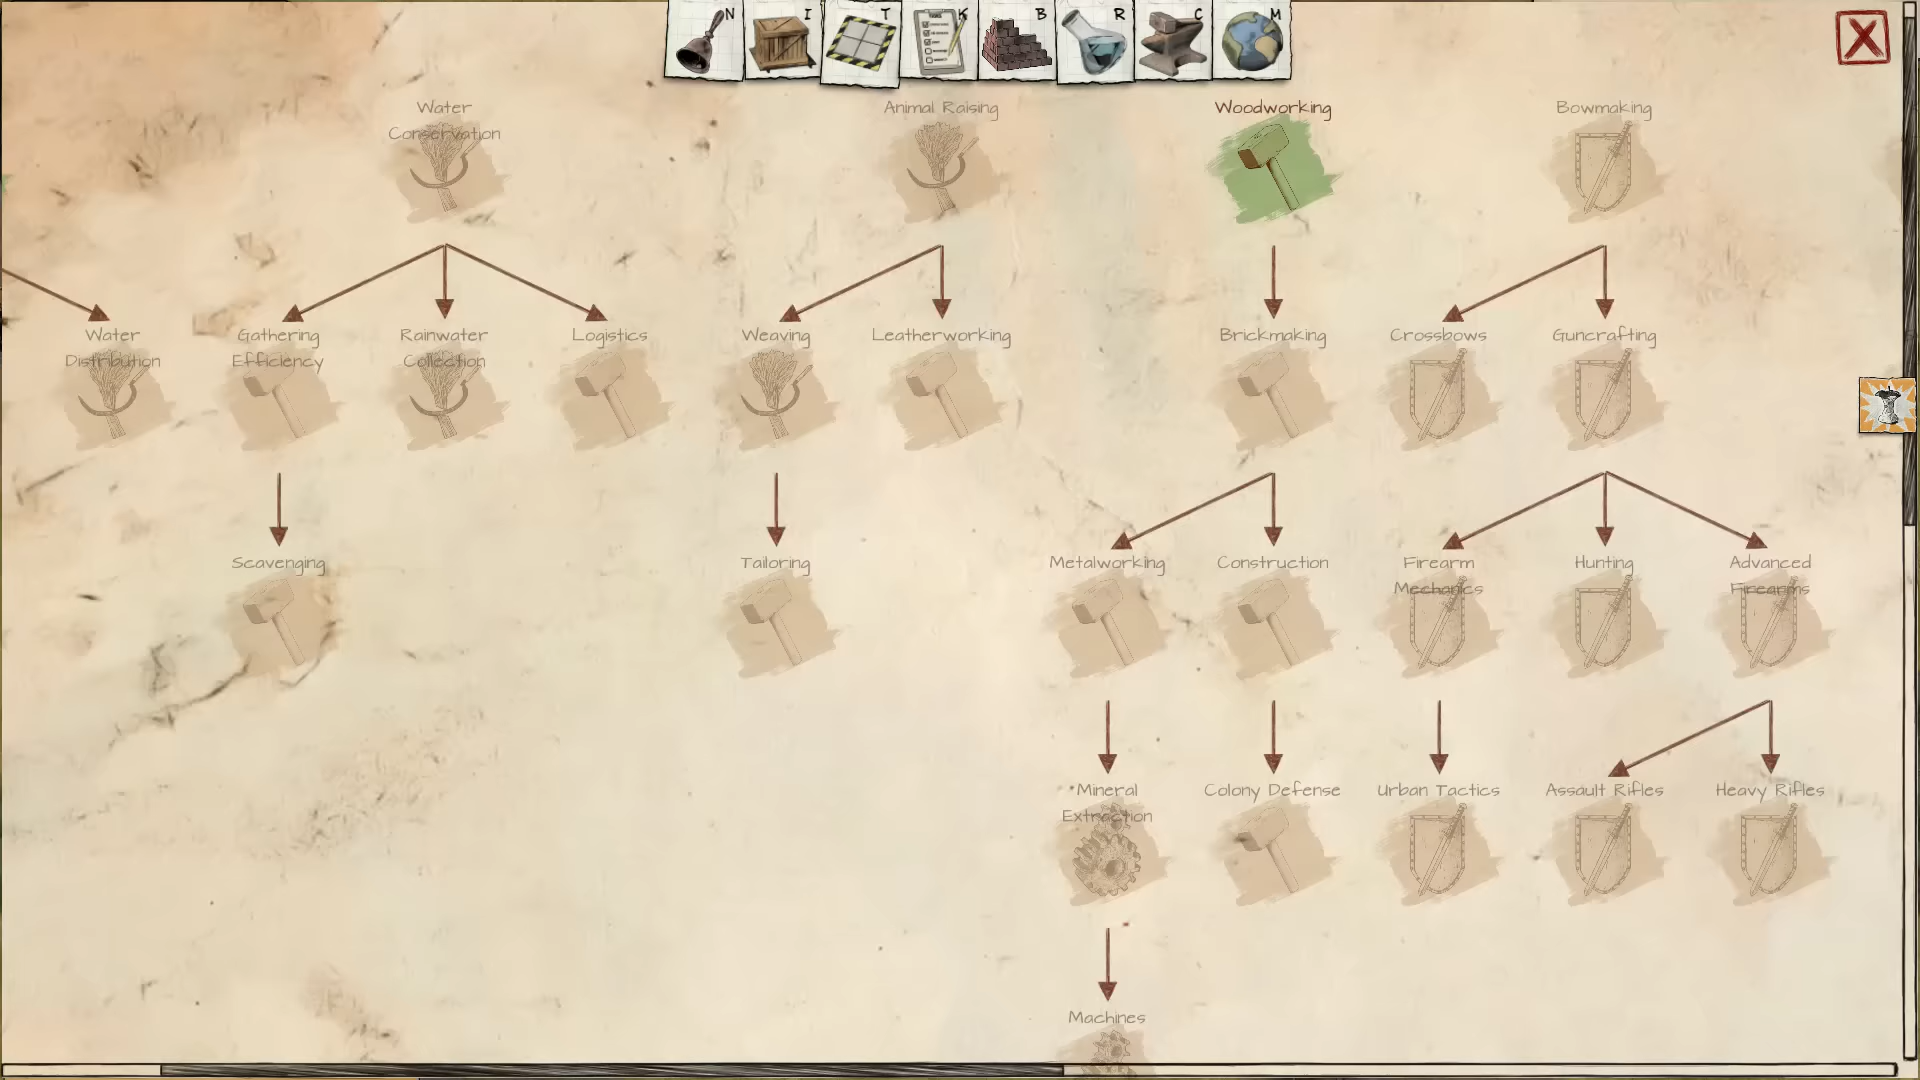 N I T K B R C M
Water
Conservation
Animal Raising
Woodworking
Bowmaking
Water
Distribution
Gathering
Efficiency
Rainwater
Collection
Logistics
Weaving
Leatherworking
Brickmaking
Crossbows
Guncrafting
Scavenging
Tailoring
Metalworking
Construction
Firearm
Mechanics
Hunting
Advanced
Firearms
Mineral
Extraction
Colony Defense
Urban Tactics
Assault Rifles
Heavy Rifles
Machines